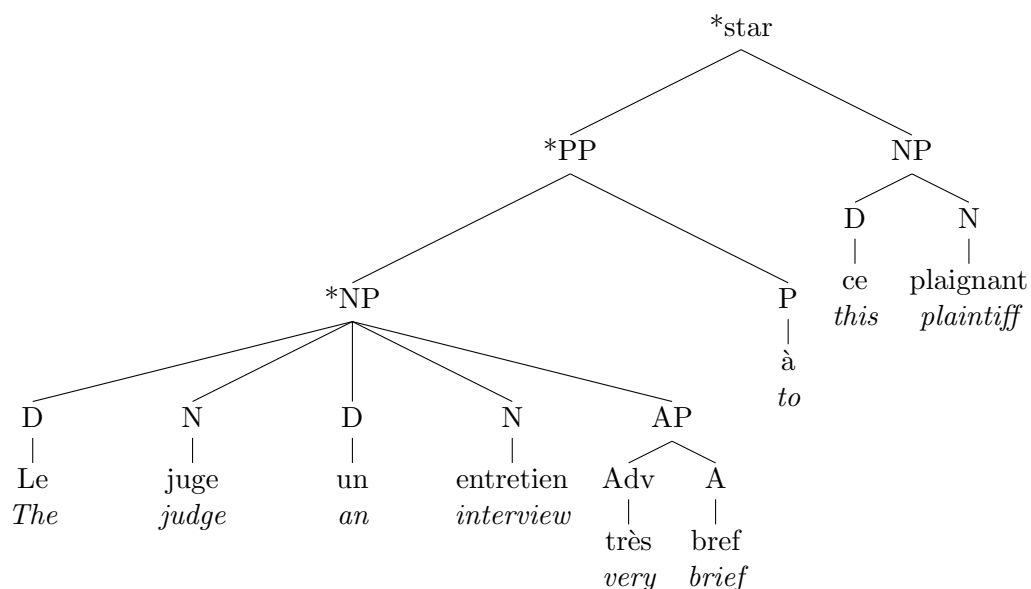 *star
*PP NP
D N
*NP P ce plaignant
this plaintiff
à
to
D N D N AP
Le juge un entretien Adv A
The judge an interview
très bref
very brief